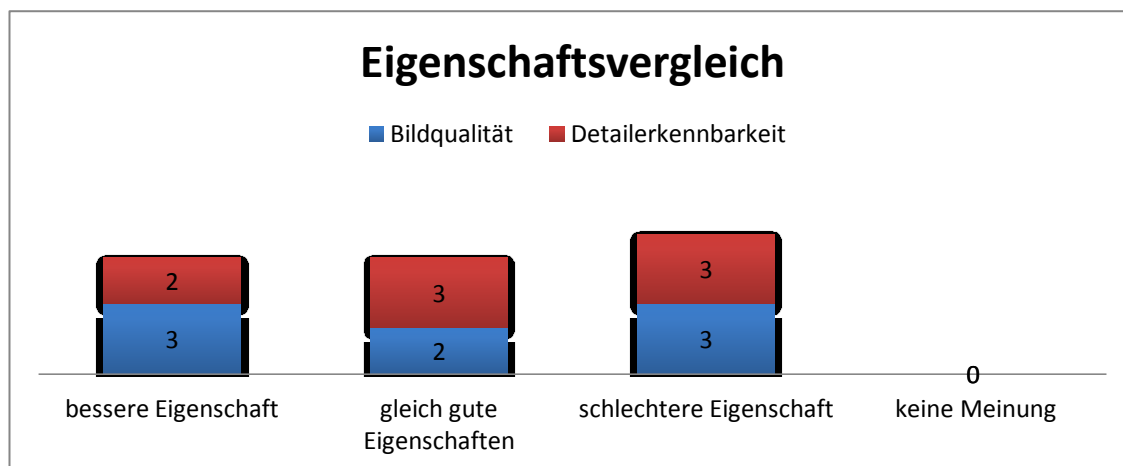 Eigenschaftsvergleich
Bildqualität Detailerkennbarkeit
2 3 3
3 2 3 0
bessere Eigenschaft gleich gute schlechtere Eigenschaft keine Meinung
Eigenschaften